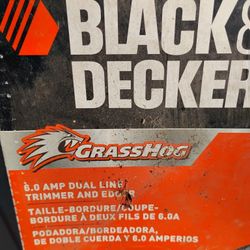 BLACK&
DECKER
GRASSHOG
6.0 AMP DUAL LINE
TRIMMER AND EDGER
TAILLE-BORDURE/COUPE-
BORDURE À DEUX FILS DE 6.0A
PODADORA/BORDEADORA,
DE DOBLE CUERDA Y 6.0 AMPERIOS